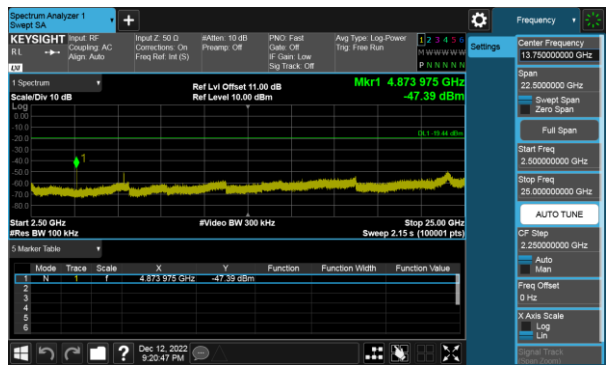 Spectrum Analyzer 1
Swept SA
+
Frequency
KEYSIGHT
RL
Input: RF
Coupling: AC
Align: Auto
Input Z: 50 Ω
Corrections: On
Freq Ref: Int (S)
#Atten: 10 dB
Preamp: Off
PNO: Fast
Gate: Off
IF Gain: Low
Sig Track: Off
Avg Type: Log-Power
Trig: Free Run
1 2 3 4 5 6
M W W W W W
P N N N N N
LXI
Settings
1 Spectrum
Scale/Div 10 dB
Log
Ref Lvl Offset 11.00 dB
Ref Level 10.00 dBm
Mkr1 4.873 975 GHz
-47.39 dBm
0.00
-10.0
-20.0
-30.0
-40.0
-50.0
-60.0
-70.0
-80.0
DL1 -19.44 dBm
1
Start 2.50 GHz
#Res BW 100 kHz
#Video BW 300 kHz
Stop 25.00 GHz
Sweep 2.15 s (100001 pts)
5 Marker Table
Mode Trace Scale X Y Function Function Width Function Value
1 N 1 f 4.873 975 GHz -47.39 dBm
2
3
4
5
6
Center Frequency
13.750000000 GHz
Span
22.5000000 GHz
Swept Span
Zero Span
Full Span
Start Freq
2.500000000 GHz
Stop Freq
25.000000000 GHz
AUTO TUNE
CF Step
2.250000000 GHz
Auto
Man
Freq Offset
0 Hz
X Axis Scale
Log
Lin
Signal Track
(Span Zoom)
?
Dec 12, 2022
9:20:47 PM